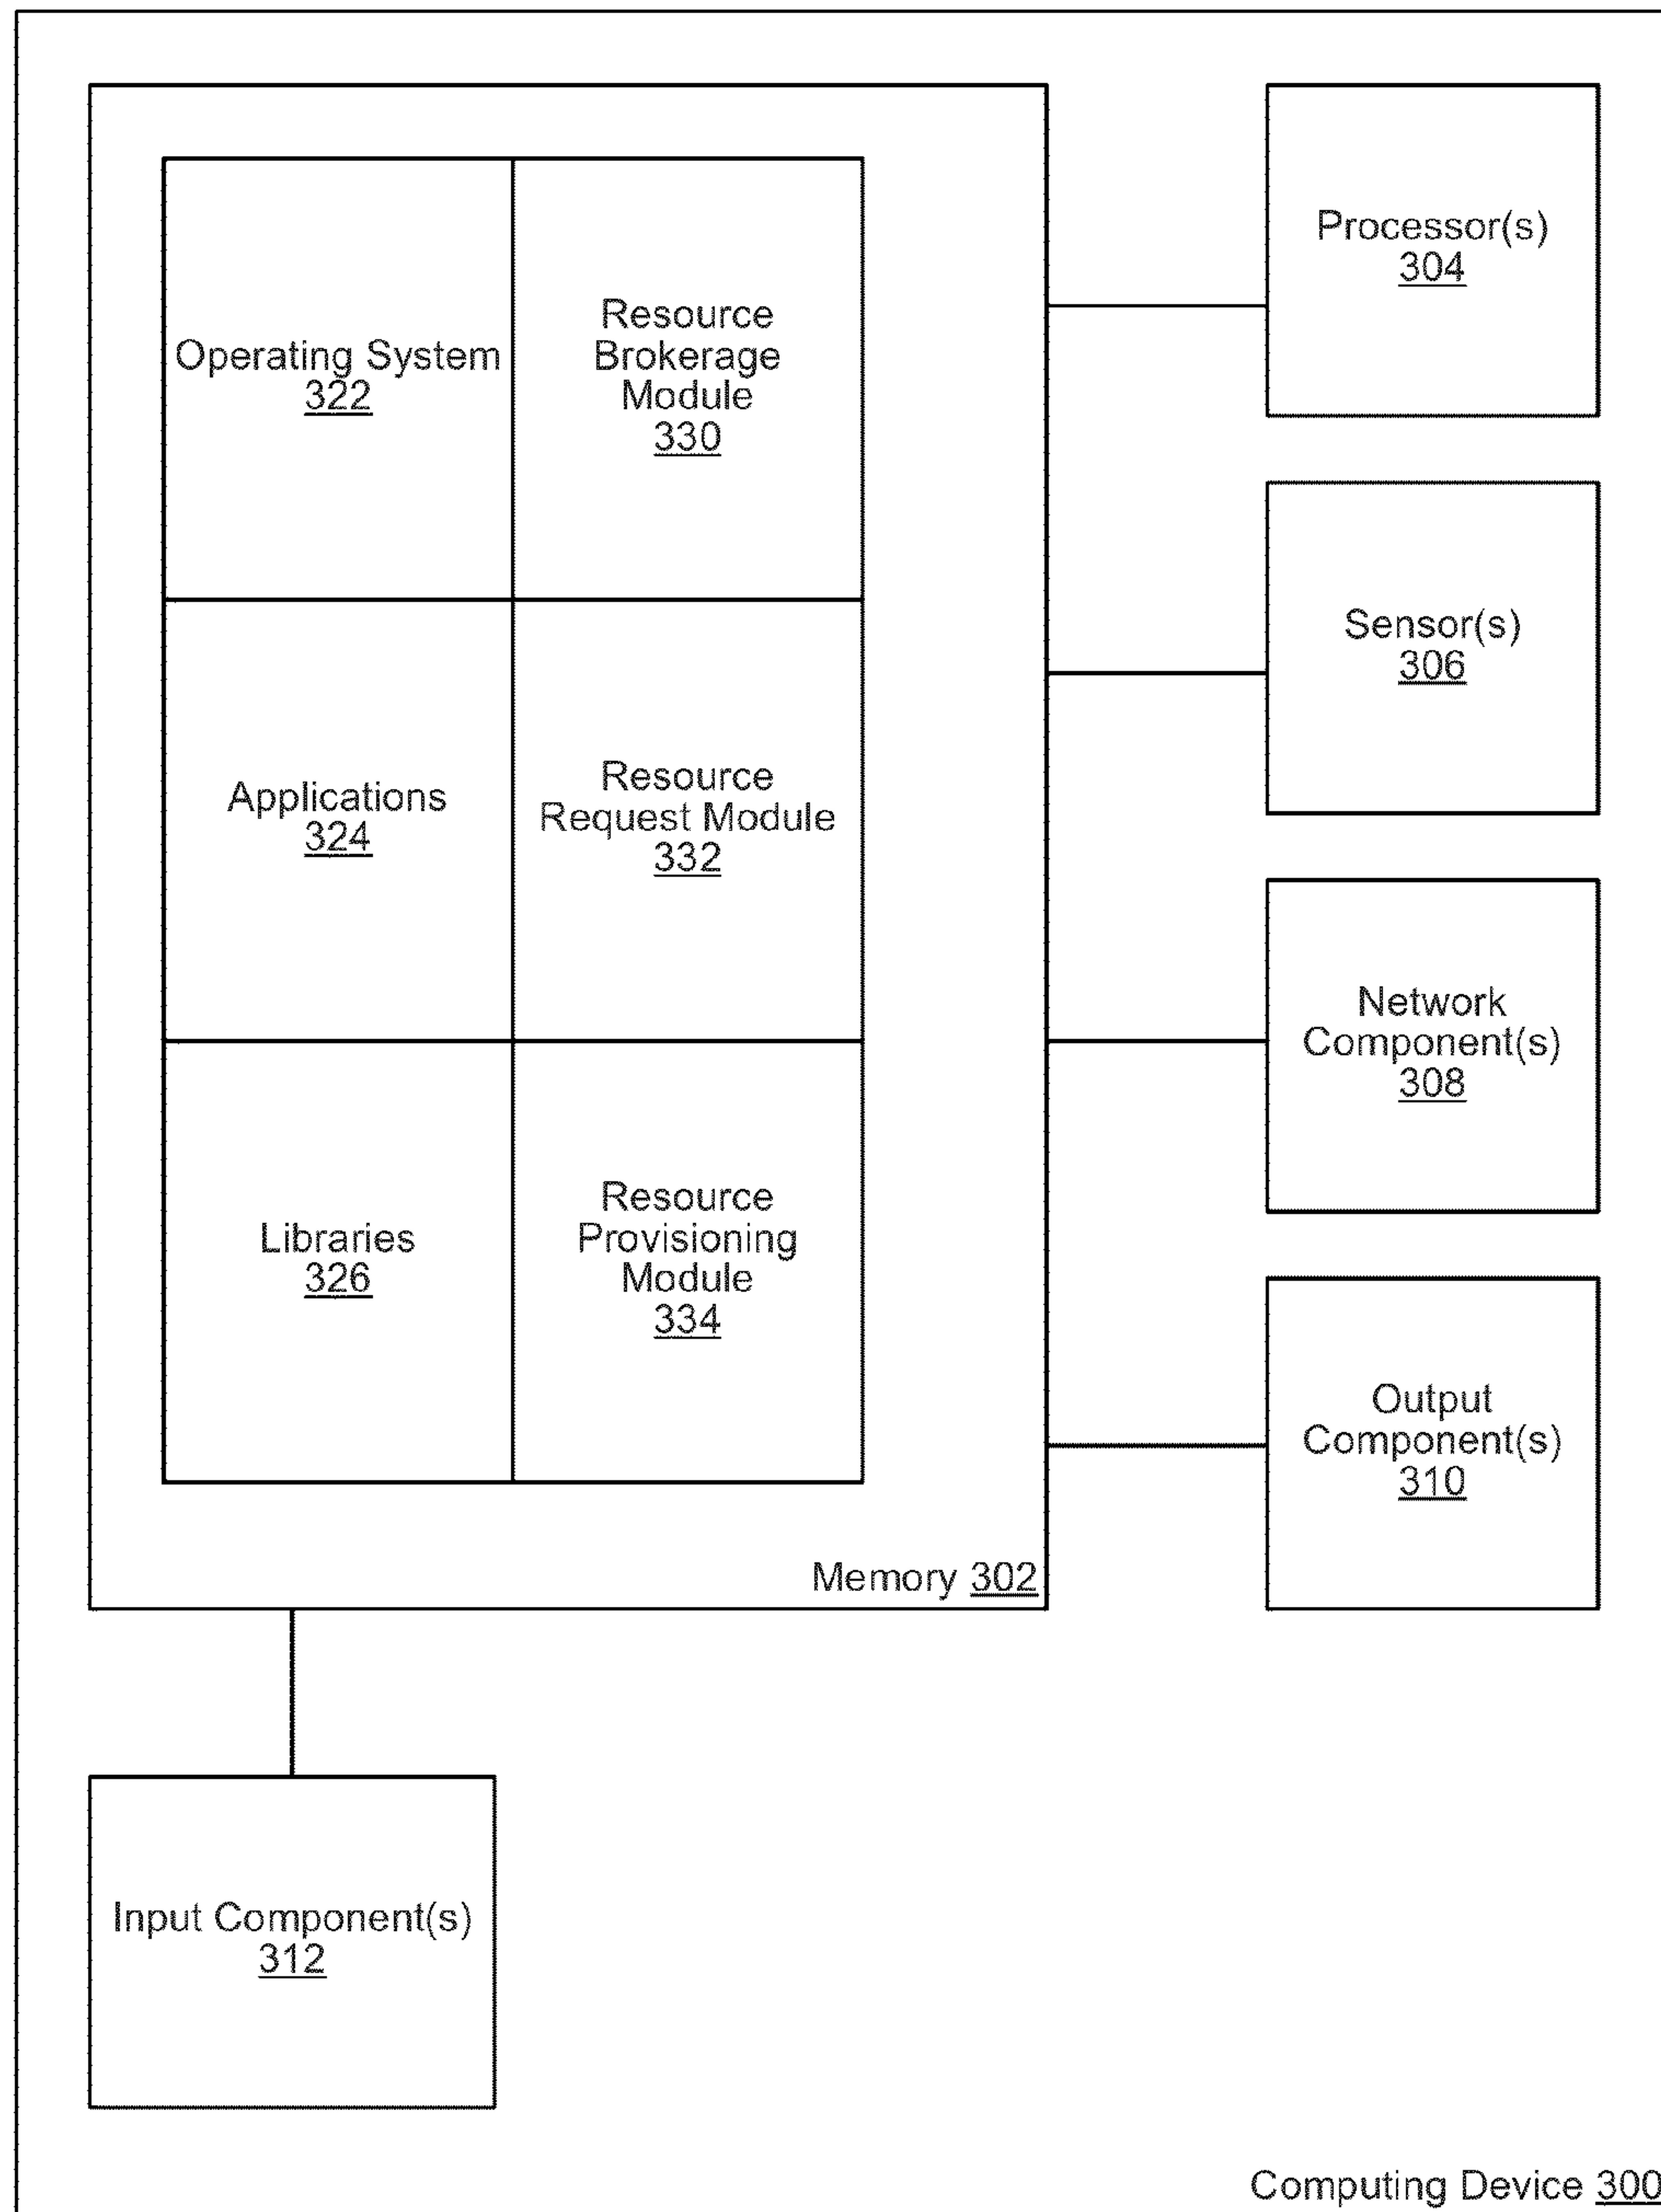 Operating System
322
Resource
Brokerage
Module
330
Applications
324
Resource
Request Module
332
Libraries
326
Resource
Provisioning
Module
334
Memory 302
Processor(s)
304
Sensor(s)
306
Network
Component(s)
308
Output
Component(s)
310
Input Component(s)
312
Computing Device 300